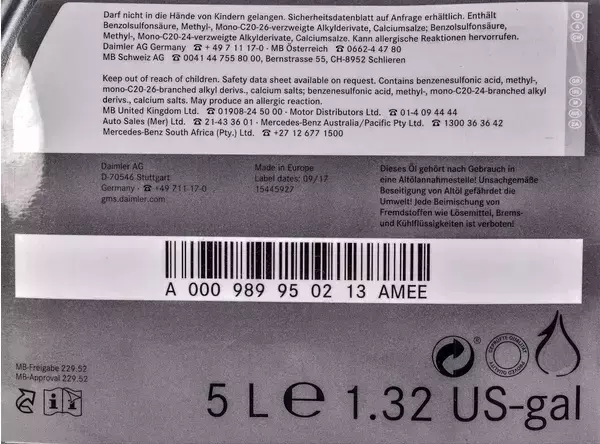 Darf nicht in die Hände von Kindern gelangen. Sicherheitsdatenblatt auf Anfrage erhältlich. Enthält
Benzolsulfonsäure, Methyl-, Mono-C20-26-verzweigte Alkylderivate, Calciumsalze; Benzolsulfonsäure,
Methyl-, Mono-C20-24-verzweigte Alkylderivate, Calciumsalze. Kann allergische Reaktionen hervorrufen.
Daimler AG Germany ☎ + 49 7 11 17-0 - MB Österreich ☎ 0662-4 47 80
MB Schweiz AG ☎ 0041 44 755 80 00, Bernstrasse 55, CH-8952 Schlieren
Keep out of reach of children. Safety data sheet available on request. Contains benzenesulfonic acid, methyl-,
mono-C20-26-branched alkyl derivs., calcium salts; benzenesulfonic acid, methyl-, mono-C20-24-branched alkyl
derivs., calcium salts. May produce an allergic reaction.
MB United Kingdom Ltd. ☎ 01908-24 50 00 - Motor Distributors Ltd. ☎ 01-4 09 44 44
Auto Sales (Mer) Ltd. ☎ 21-43 36 01 - Mercedes-Benz Australia/Pacific Pty Ltd. ☎ 1300 36 36 42
Mercedes-Benz South Africa (Pty.) Ltd. ☎ +27 12 677 1500
Daimler AG
D-70546 Stuttgart
Germany - ☎ +49 711-17-0
gms.daimler.com
Made in Europe
Label dates: 09/17
15445927
Dieses Öl gehört nach Gebrauch in
eine Altölannahmestelle! Unsachgemäße
Beseitigung von Altöl gefährdet die
Umwelt! Jede Beimischung von
Fremdstoffen wie Lösemittel, Brems-
und Kühlflüssigkeiten ist verboten!
A 000 989 95 02 13 AMEE
MB-Freigabe 229.52
MB-Approval 229.52
5 L e 1.32 US-gal